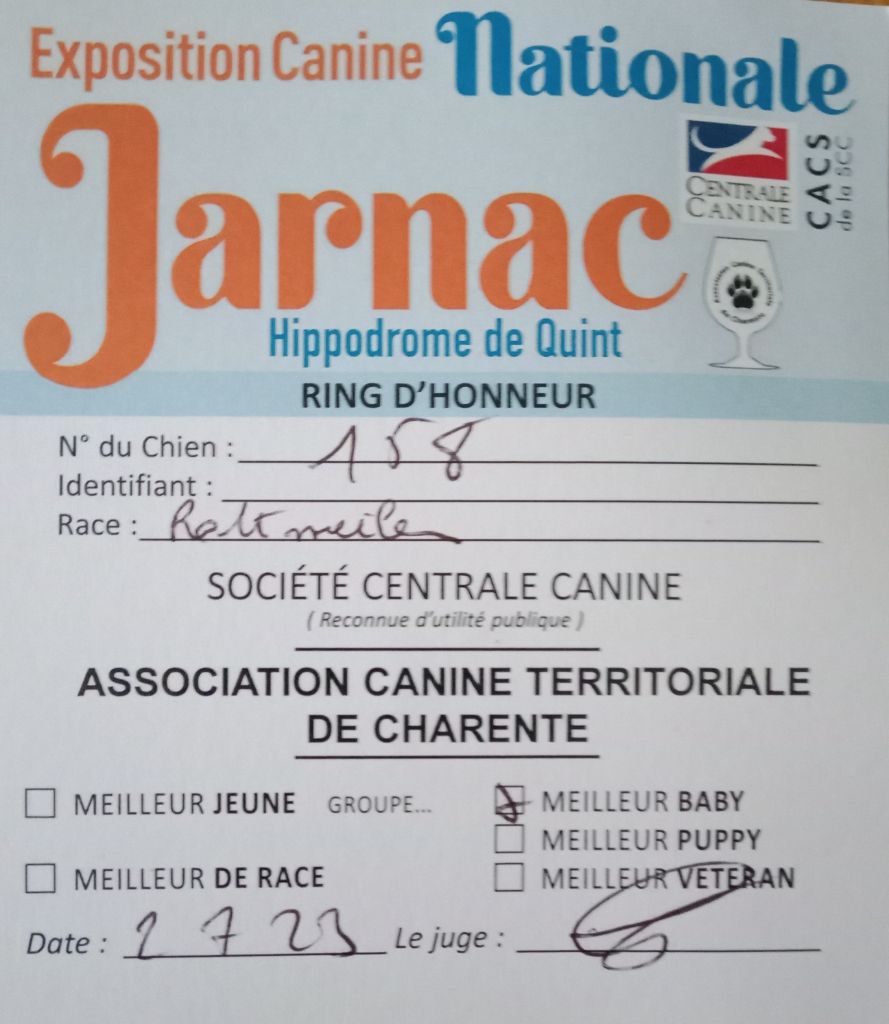 Exposition Canine Nationale
Jarnac
CENTRALE
CANINE
CACS
de la SCC
Hippodrome de Quint
RING D'HONNEUR
N° du Chien : 158
Identifiant :
Race : Rottweiler
SOCIÉTÉ CENTRALE CANINE
( Reconnue d'utilité publique )
ASSOCIATION CANINE TERRITORIALE
DE CHARENTE
MEILLEUR JEUNE GROUPE... MEILLEUR BABY
MEILLEUR PUPPY
MEILLEUR DE RACE MEILLEUR VETERAN
Date : 2 7 23 Le juge :